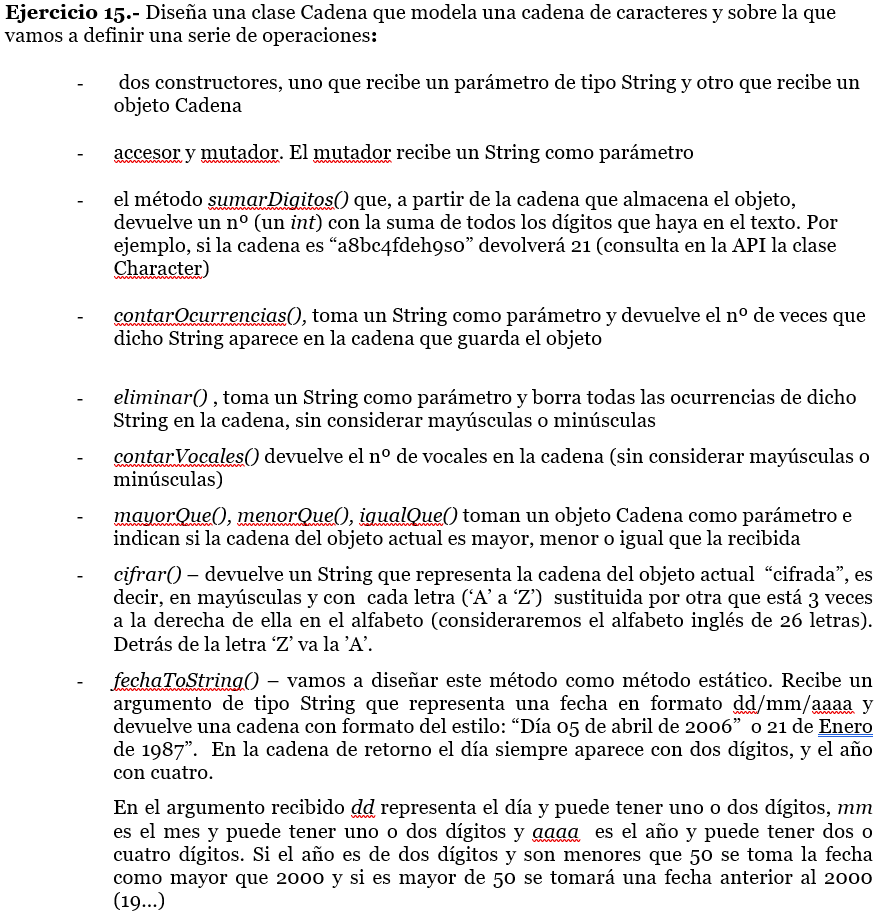 Ejercicio 15.- Diseña una clase Cadena que modela una cadena de caracteres y sobre la que
vamos a definir una serie de operaciones:
- dos constructores, uno que recibe un parámetro de tipo String y otro que recibe un
objeto Cadena
- accesor y mutador. El mutador recibe un String como parámetro
- el método sumarDigitos() que, a partir de la cadena que almacena el objeto,
devuelve un nº (un int) con la suma de todos los dígitos que haya en el texto. Por
ejemplo, si la cadena es “a8bc4fdeh9s0” devolverá 21 (consulta en la API la clase
Character)
- contarOcurrencias(), toma un String como parámetro y devuelve el nº de veces que
dicho String aparece en la cadena que guarda el objeto
- eliminar() , toma un String como parámetro y borra todas las ocurrencias de dicho
String en la cadena, sin considerar mayúsculas o minúsculas
- contarVocales() devuelve el nº de vocales en la cadena (sin considerar mayúsculas o
minúsculas)
- mayorQue(), menorQue(), igualQue() toman un objeto Cadena como parámetro e
indican si la cadena del objeto actual es mayor, menor o igual que la recibida
- cifrar() – devuelve un String que representa la cadena del objeto actual “cifrada”, es
decir, en mayúsculas y con cada letra (‘A’ a ‘Z’) sustituida por otra que está 3 veces
a la derecha de ella en el alfabeto (consideraremos el alfabeto inglés de 26 letras).
Detrás de la letra ‘Z’ va la ’A’.
- fechaToString() – vamos a diseñar este método como método estático. Recibe un
argumento de tipo String que representa una fecha en formato dd/mm/aaaa y
devuelve una cadena con formato del estilo: “Día 05 de abril de 2006” o 21 de Enero
de 1987”. En la cadena de retorno el día siempre aparece con dos dígitos, y el año
con cuatro.
En el argumento recibido dd representa el día y puede tener uno o dos dígitos, mm
es el mes y puede tener uno o dos dígitos y aaaa es el año y puede tener dos o
cuatro dígitos. Si el año es de dos dígitos y son menores que 50 se toma la fecha
como mayor que 2000 y si es mayor de 50 se tomará una fecha anterior al 2000
(19...)